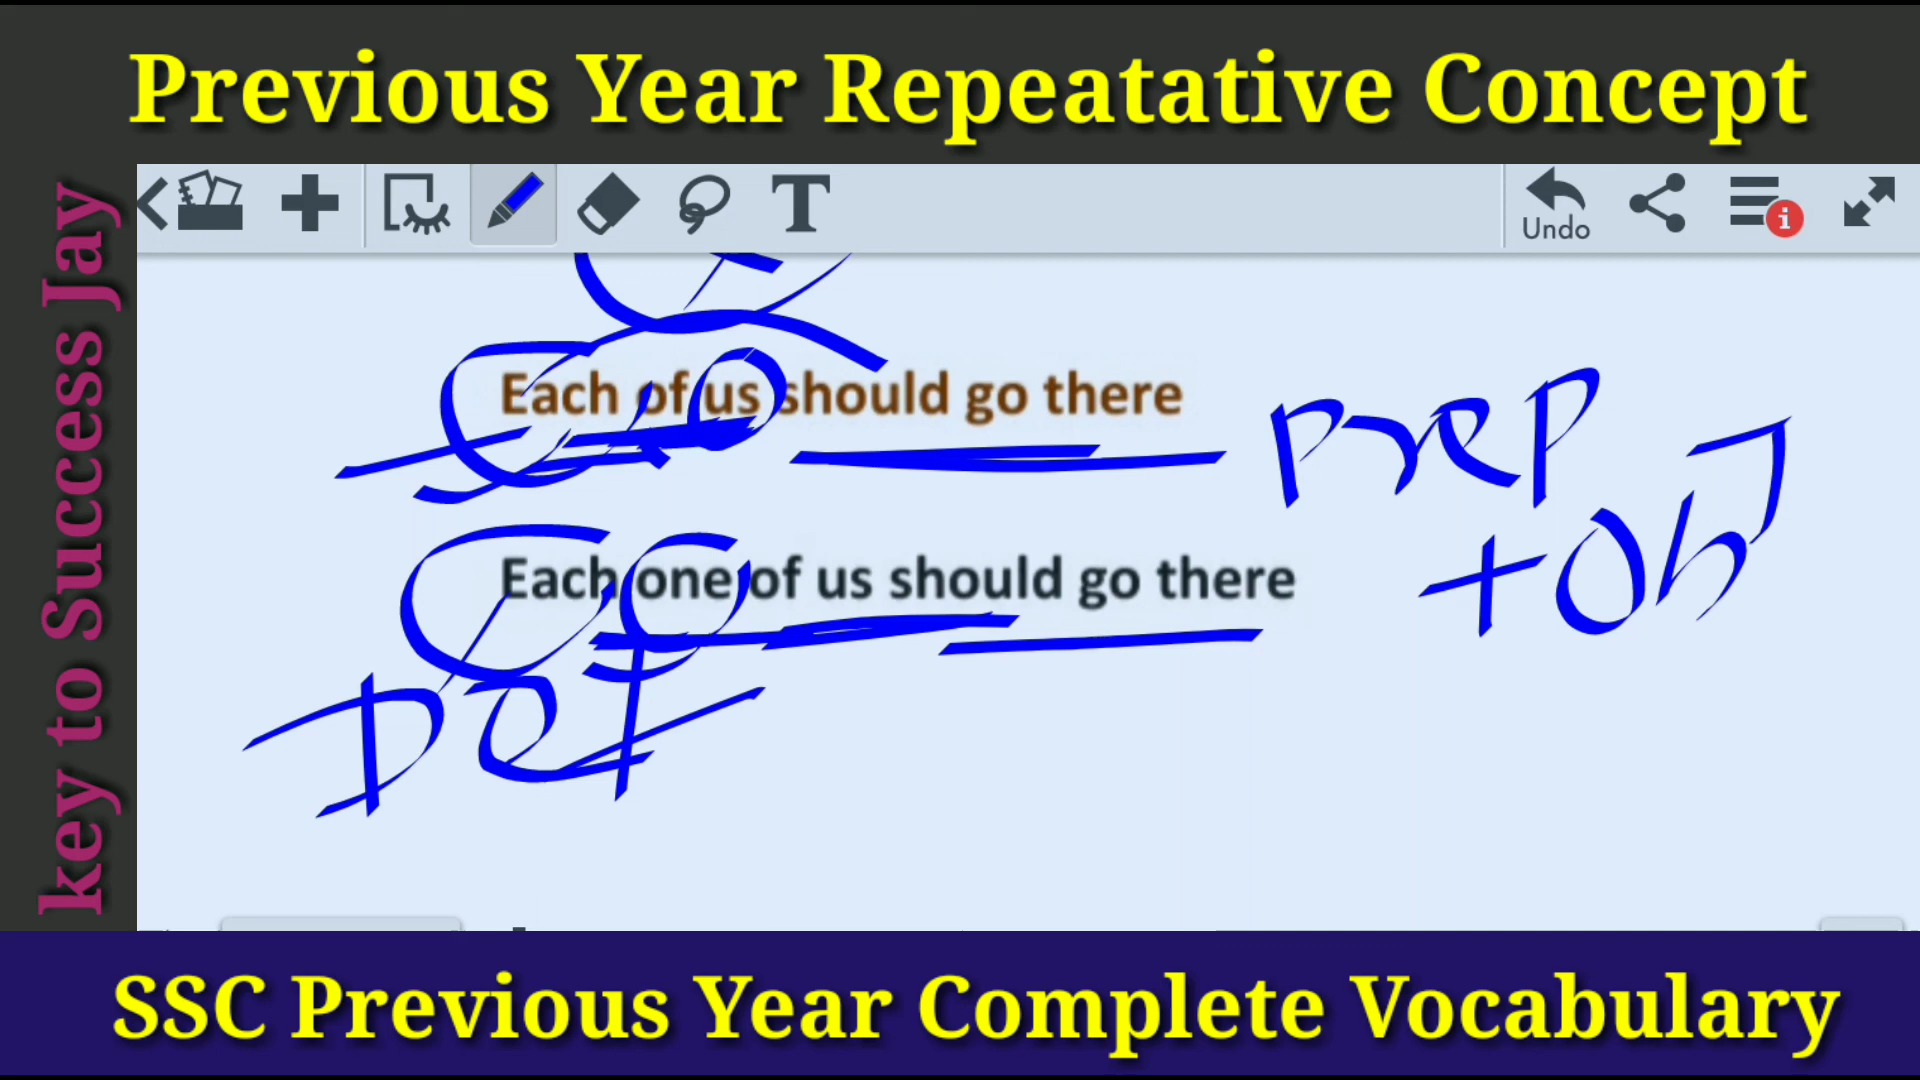 Previous Year Repeatative Concept
key to Success Jay
Undo
Each of us should go there
prep
+Obj
Each one of us should go there
Det
SSC Previous Year Complete Vocabulary